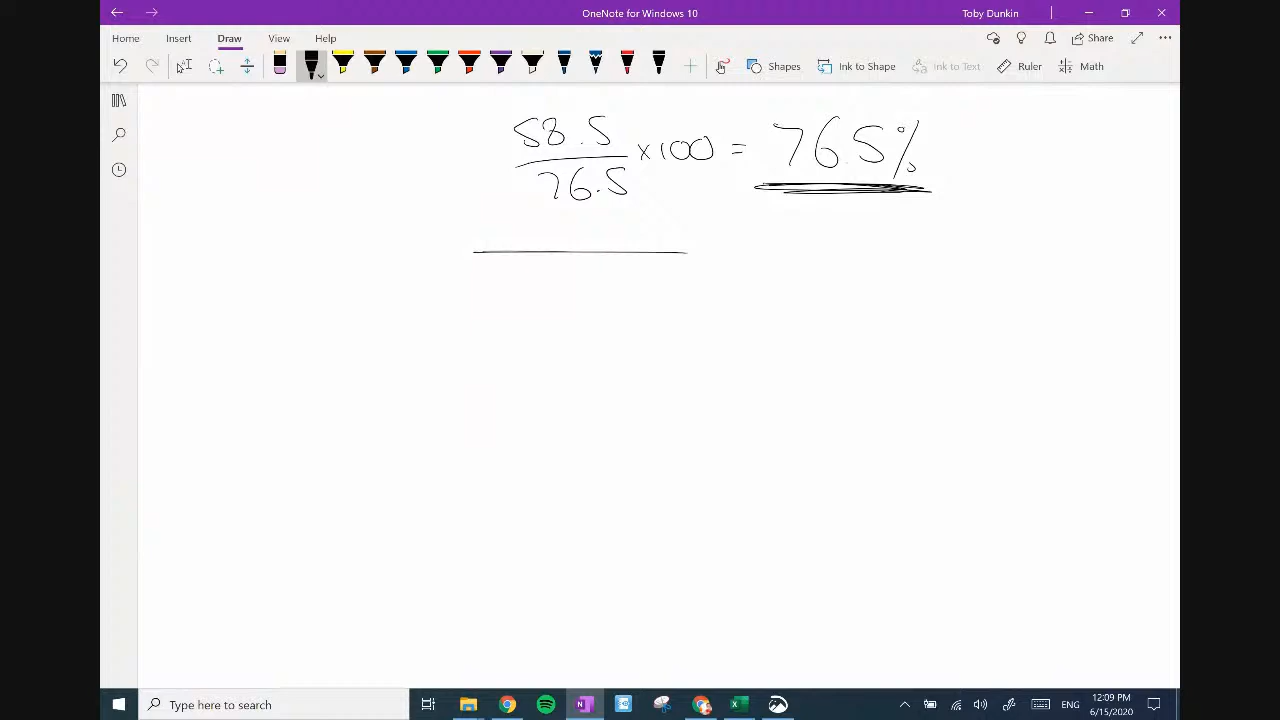 OneNote for Windows 10
Toby Dunkin
Home Insert Draw View Help
Share
Shapes
Ink to Shape
Ink to Text
Ruler
Math
58.5
76.5
×100 = 76.5%
Type here to search
ENG
12:09 PM
6/15/2020